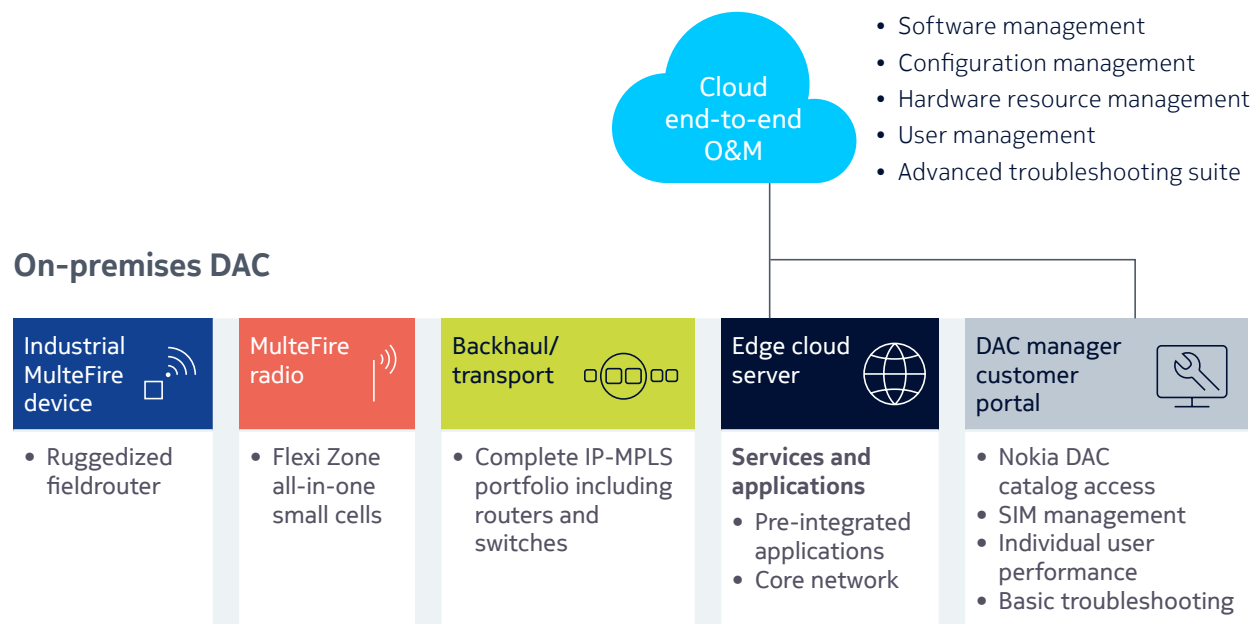 Cloud
end-to-end
O&M
• Software management
• Configuration management
• Hardware resource management
• User management
• Advanced troubleshooting suite
On-premises DAC
Industrial
MulteFire
device
• Ruggedized
fieldrouter
MulteFire
radio
• Flexi Zone
all-in-one
small cells
Backhaul/
transport
• Complete IP-MPLS
portfolio including
routers and
switches
Edge cloud
server
Services and
applications
• Pre-integrated
applications
• Core network
DAC manager
customer
portal
• Nokia DAC
catalog access
• SIM management
• Individual user
performance
• Basic troubleshooting